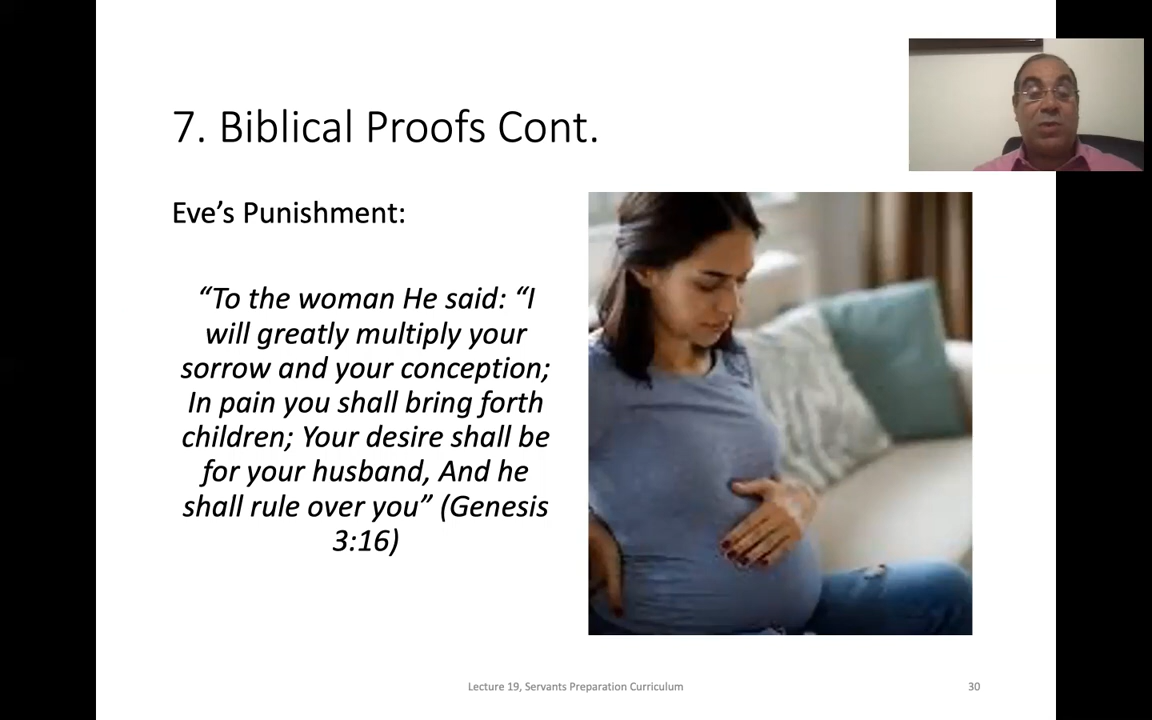 7. Biblical Proofs Cont.
Eve’s Punishment:
“To the woman He said: “I
will greatly multiply your
sorrow and your conception;
In pain you shall bring forth
children; Your desire shall be
for your husband, And he
shall rule over you” (Genesis
3:16)
Lecture 19, Servants Preparation Curriculum
30